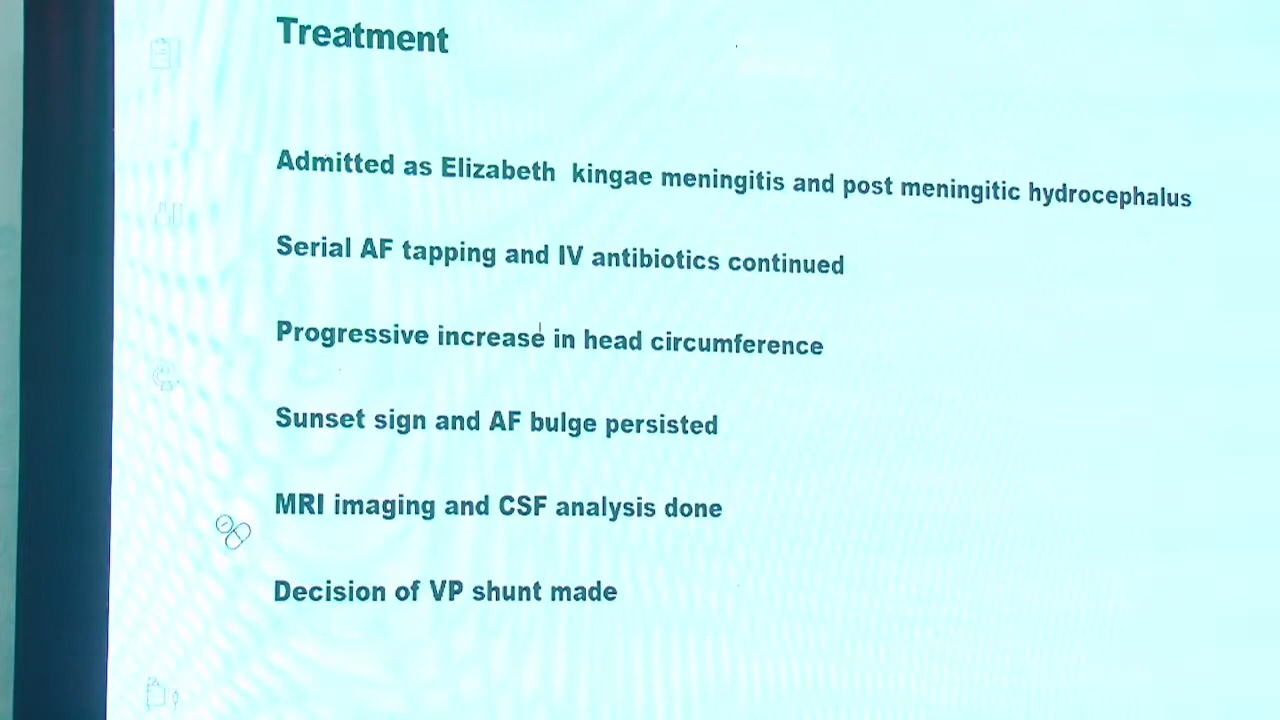 Treatment
Admitted as Elizabeth kingae meningitis and post meningitic hydrocephalus
Serial AF tapping and IV antibiotics continued
Progressive increase in head circumference
Sunset sign and AF bulge persisted
MRI imaging and CSF analysis done
Decision of VP shunt made